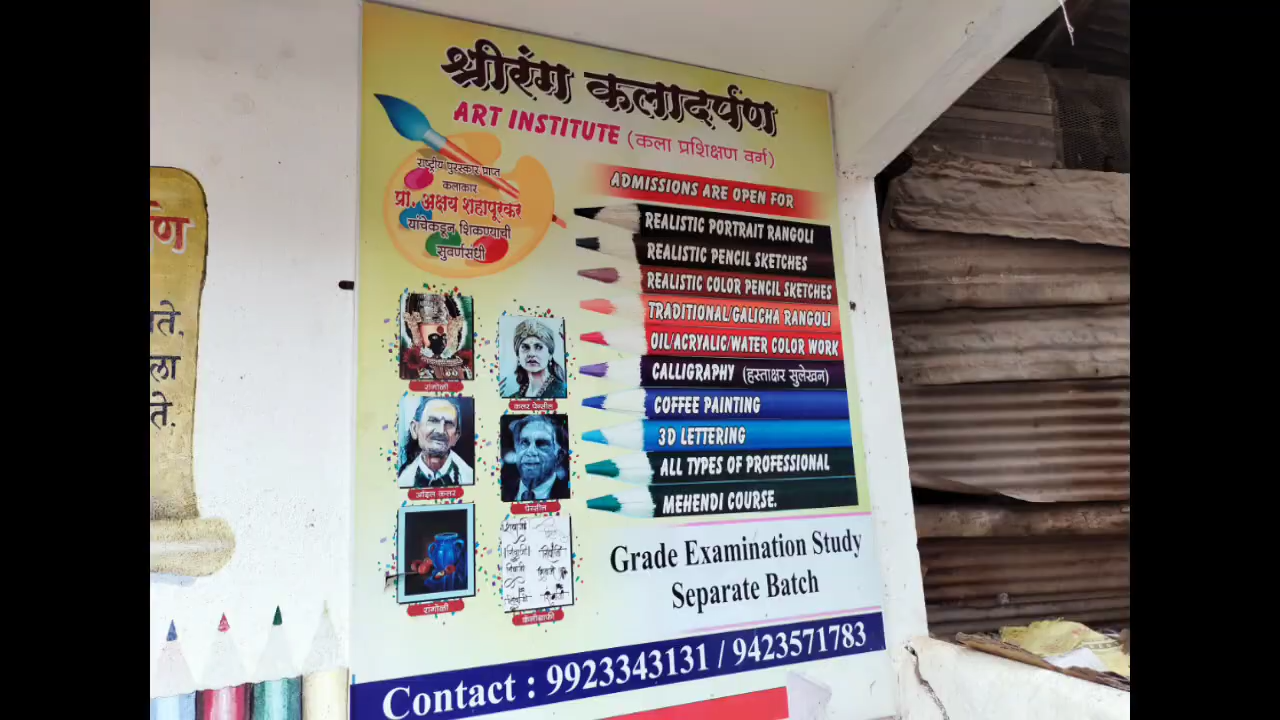 श्रीरंग कलादर्पण
ART INSTITUTE (कला प्रशिक्षण वर्ग)
राष्ट्रीय पुरस्कार प्राप्त
कलाकार
प्रा. अक्षय शहापूरकर
यांचेकडून शिकण्याची
सुवर्णसंधी
ADMISSIONS ARE OPEN FOR
REALISTIC PORTRAIT RANGOLI
REALISTIC PENCIL SKETCHES
REALISTIC COLOR PENCIL SKETCHES
TRADITIONAL/GALICHA RANGOLI
OIL/ACRYALIC/WATER COLOR WORK
CALLIGRAPHY (हस्ताक्षर सुलेखन)
COFFEE PAINTING
3D LETTERING
ALL TYPES OF PROFESSIONAL
MEHENDI COURSE.
रांगोळी
कलर पेन्सील
ऑईल कलर
पेन्सील
रांगोळी
कॅलीग्राफी
Grade Examination Study
Separate Batch
Contact : 9923343131 / 9423571783